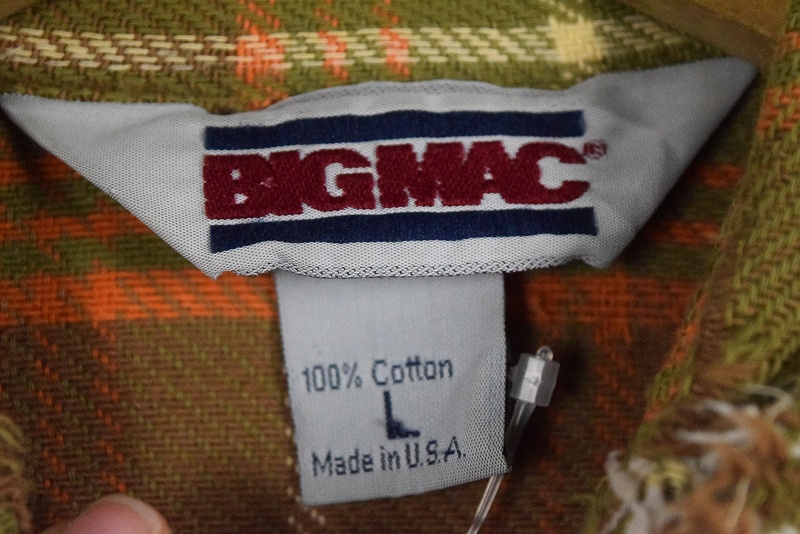 BIG MAC®
100% Cotton
L
Made in U.S.A.